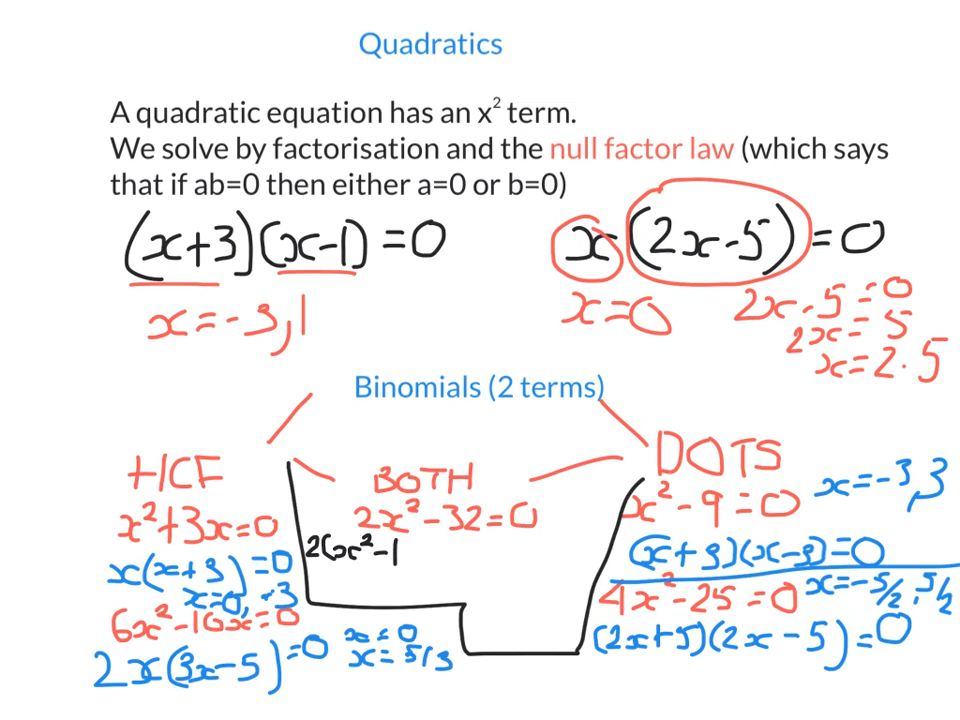 Quadratics
A quadratic equation has an x² term.
We solve by factorisation and the null factor law (which says
that if ab=0 then either a=0 or b=0)
(x+3)(x-1)=0
x=-3,1
x(2x-5)=0
x=0
2x-5=0
2x=5
x=2.5
Binomials (2 terms)
HCF
x²+3x=0
x(x+3)=0
x=0,-3
6x²-10x=0
2x(3x-5)=0
x=0
x=5/3
BOTH
2x²-32=0
2(x²-1
DOTS
x²-9=0
x=-3,3
(x+3)(x-3)=0
4x²-25=0
x=-5/2,5/2
(2x+5)(2x-5)=0